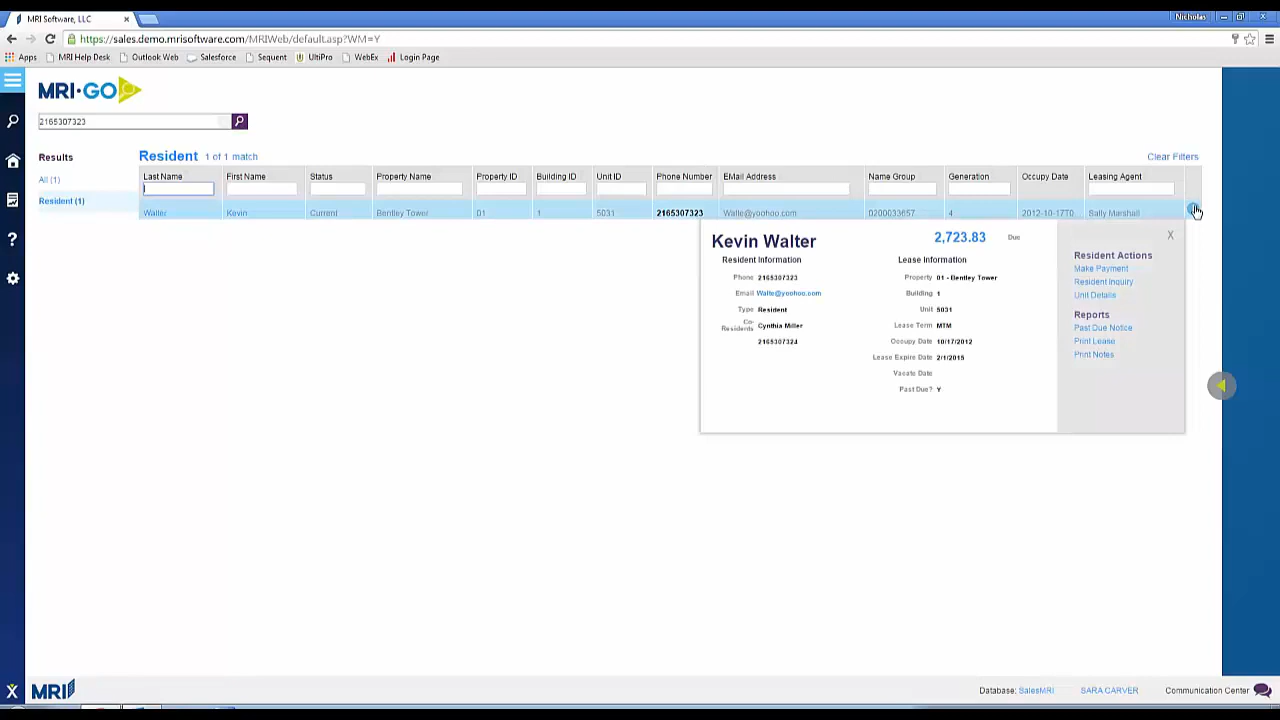 MRI Software, LLC
Nicholas
https://sales.demo.mrisoftware.com/MRIWeb/default.asp?WM=Y
Apps MRI Help Desk Outlook Web Salesforce Sequent UltiPro WebEx Login Page
MRI GO
2165307323
Results
Resident 1 of 1 match
Clear Filters
All (1)
Resident (1)
Last Name First Name Status Property Name Property ID Building ID Unit ID Phone Number EMail Address Name Group Generation Occupy Date Leasing Agent
Walter Kevin Current Bentley Tower 01 1 5031 2165307323 Walte@yoohoo.com 0200033657 4 2012-10-17T0 Sally Marshall
Kevin Walter
2,723.83 Due
X
Resident Information
Phone 2165307323
Email Walte@yoohoo.com
Type Resident
Co-Residents Cynthia Miller
2165307324
Lease Information
Property 01 - Bentley Tower
Building 1
Unit 5031
Lease Term MTM
Occupy Date 10/17/2012
Lease Expire Date 2/1/2015
Vacate Date
Past Due? Y
Resident Actions
Make Payment
Resident Inquiry
Unit Details
Reports
Past Due Notice
Print Lease
Print Notes
MRI
Database: SalesMRI SARA CARVER Communication Center